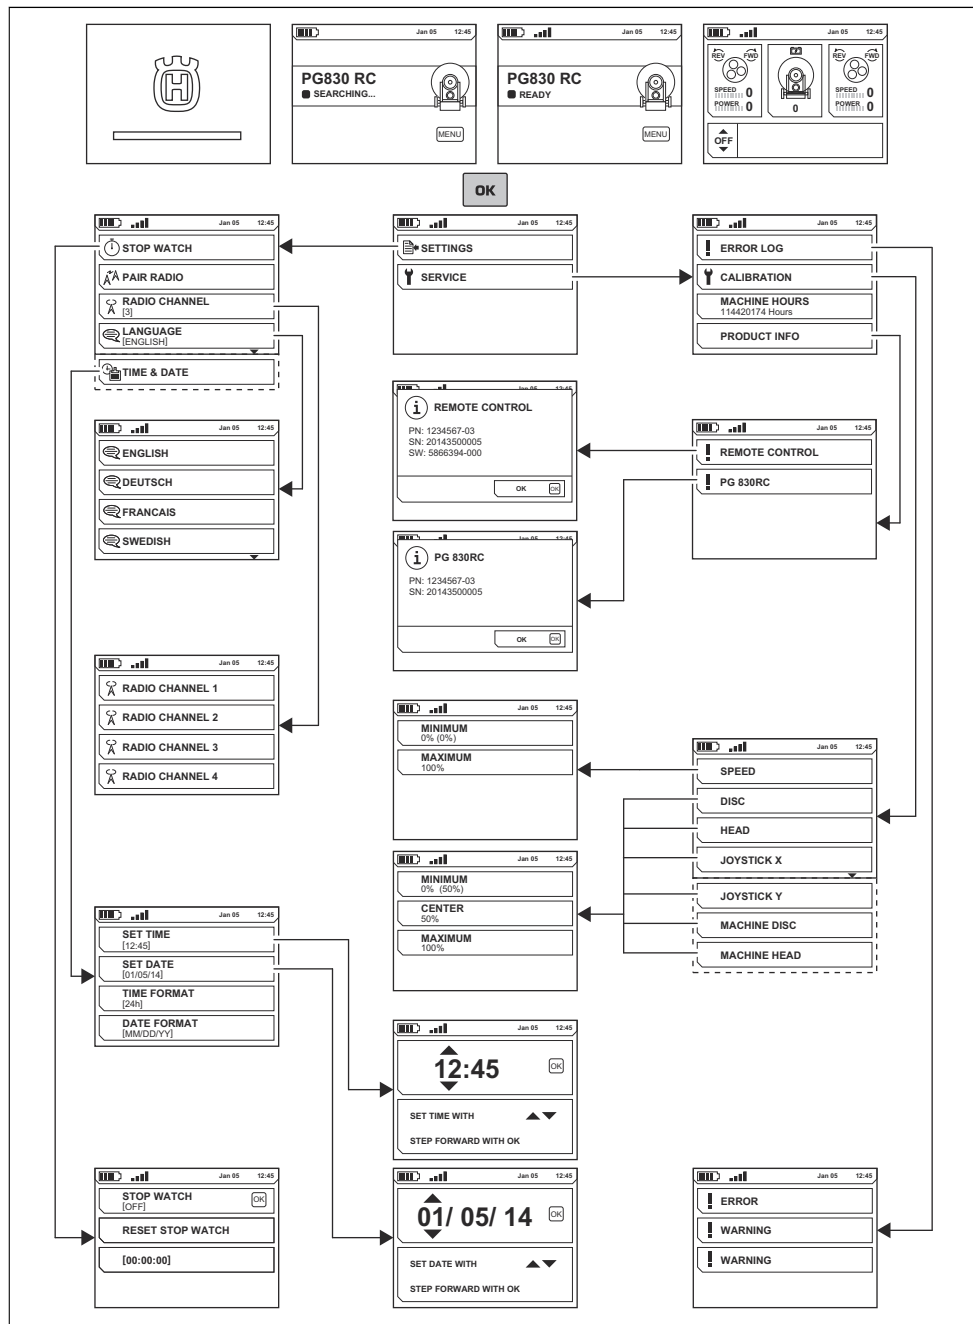 Jan 05 12:45
PG830 RC
SEARCHING...
MENU
Jan 05 12:45
PG830 RC
READY
MENU
Jan 05 12:45
REV FWD
SPEED 0
POWER 0
0
REV FWD
SPEED 0
POWER 0
OFF
OK
Jan 05 12:45
STOP WATCH
PAIR RADIO
RADIO CHANNEL
[3]
LANGUAGE
[ENGLISH]
TIME & DATE
Jan 05 12:45
SETTINGS
SERVICE
Jan 05 12:45
ERROR LOG
CALIBRATION
MACHINE HOURS
114420174 Hours
PRODUCT INFO
Jan 05 12:45
ENGLISH
DEUTSCH
FRANCAIS
SWEDISH
REMOTE CONTROL
PN: 1234567-03
SN: 20143500005
SW: 5866394-000
OK OK
Jan 05 12:45
REMOTE CONTROL
PG 830RC
PG 830RC
PN: 1234567-03
SN: 20143500005
OK OK
Jan 05 12:45
RADIO CHANNEL 1
RADIO CHANNEL 2
RADIO CHANNEL 3
RADIO CHANNEL 4
Jan 05 12:45
MINIMUM
0% (0%)
MAXIMUM
100%
Jan 05 12:45
SPEED
DISC
HEAD
JOYSTICK X
JOYSTICK Y
MACHINE DISC
MACHINE HEAD
Jan 05 12:45
MINIMUM
0% (50%)
CENTER
50%
MAXIMUM
100%
Jan 05 12:45
SET TIME
[12:45]
SET DATE
[01/05/14]
TIME FORMAT
[24h]
DATE FORMAT
[MM/DD/YY]
Jan 05 12:45
12:45 OK
SET TIME WITH
STEP FORWARD WITH OK
Jan 05 12:45
STOP WATCH OK
[OFF]
RESET STOP WATCH
[00:00:00]
Jan 05 12:45
01/ 05/ 14 OK
SET DATE WITH
STEP FORWARD WITH OK
Jan 05 12:45
ERROR
WARNING
WARNING